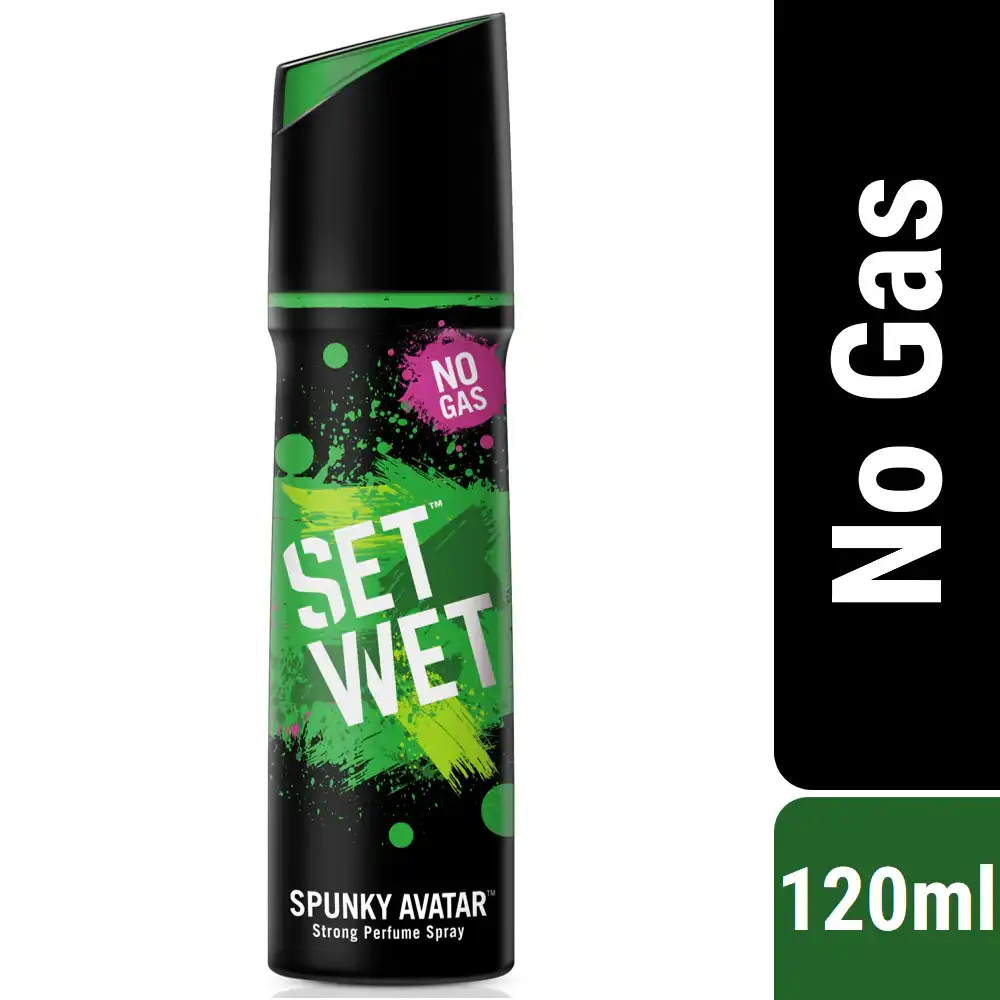 NO
GAS
SET™
WET
SPUNKY AVATAR™
Strong Perfume Spray
No Gas
120ml